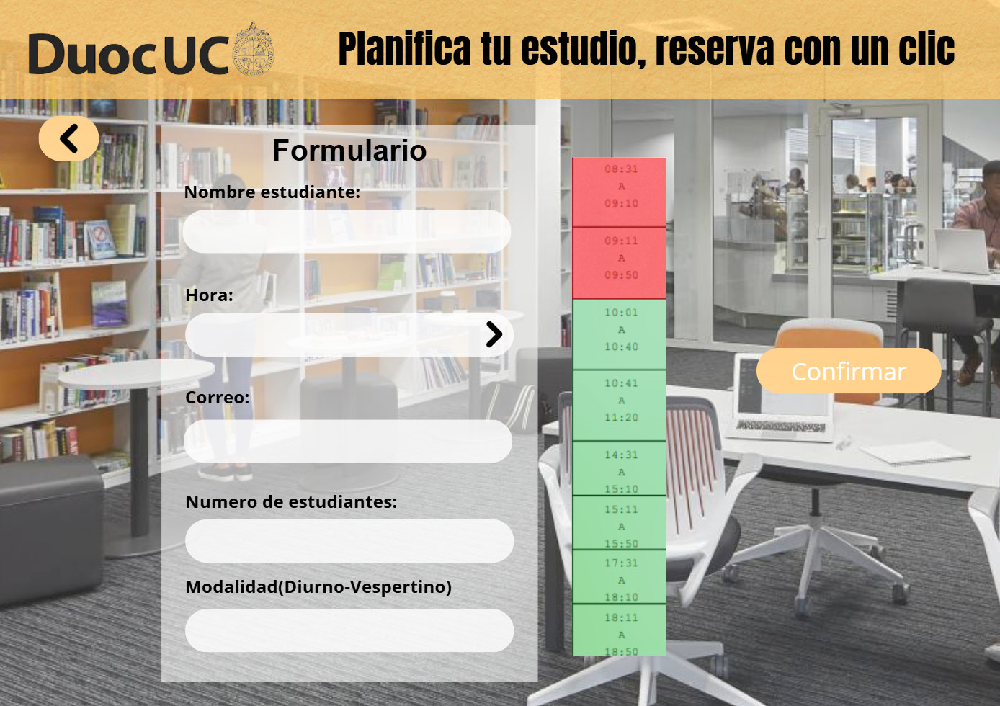 Duoc UC
Planifica tu estudio, reserva con un clic
Formulario
Nombre estudiante:
Hora:
Correo:
Numero de estudiantes:
Modalidad(Diurno-Vespertino)
08:31
A
09:10
09:11
A
09:50
10:01
A
10:40
10:41
A
11:20
14:31
A
15:10
15:11
A
15:50
17:31
A
18:10
18:11
A
18:50
Confirmar